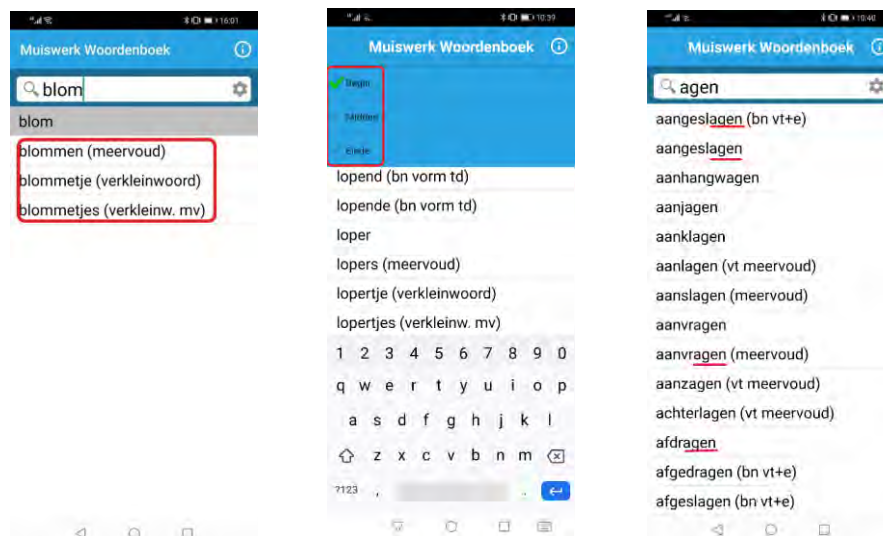 16:01
Muiswerk Woordenboek
blom
blom
blommen (meervoud)
blommetje (verkleinwoord)
blommetjes (verkleinw. mv)
10:39
Muiswerk Woordenboek
Begin
Midden
Einde
lopend (bn vorm td)
lopende (bn vorm td)
loper
lopers (meervoud)
lopertje (verkleinwoord)
lopertjes (verkleinw. mv)
1 2 3 4 5 6 7 8 9 0
q w e r t y u i o p
a s d f g h j k l
z x c v b n m
?123 , .
10:40
Muiswerk Woordenboek
agen
aangeslagen (bn vt+e)
aangeslagen
aanhangwagen
aanjagen
aanklagen
aanlagen (vt meervoud)
aanslagen (meervoud)
aanvragen
aanvragen (meervoud)
aanzagen (vt meervoud)
achterlagen (vt meervoud)
afdragen
afgedragen (bn vt+e)
afgeslagen (bn vt+e)